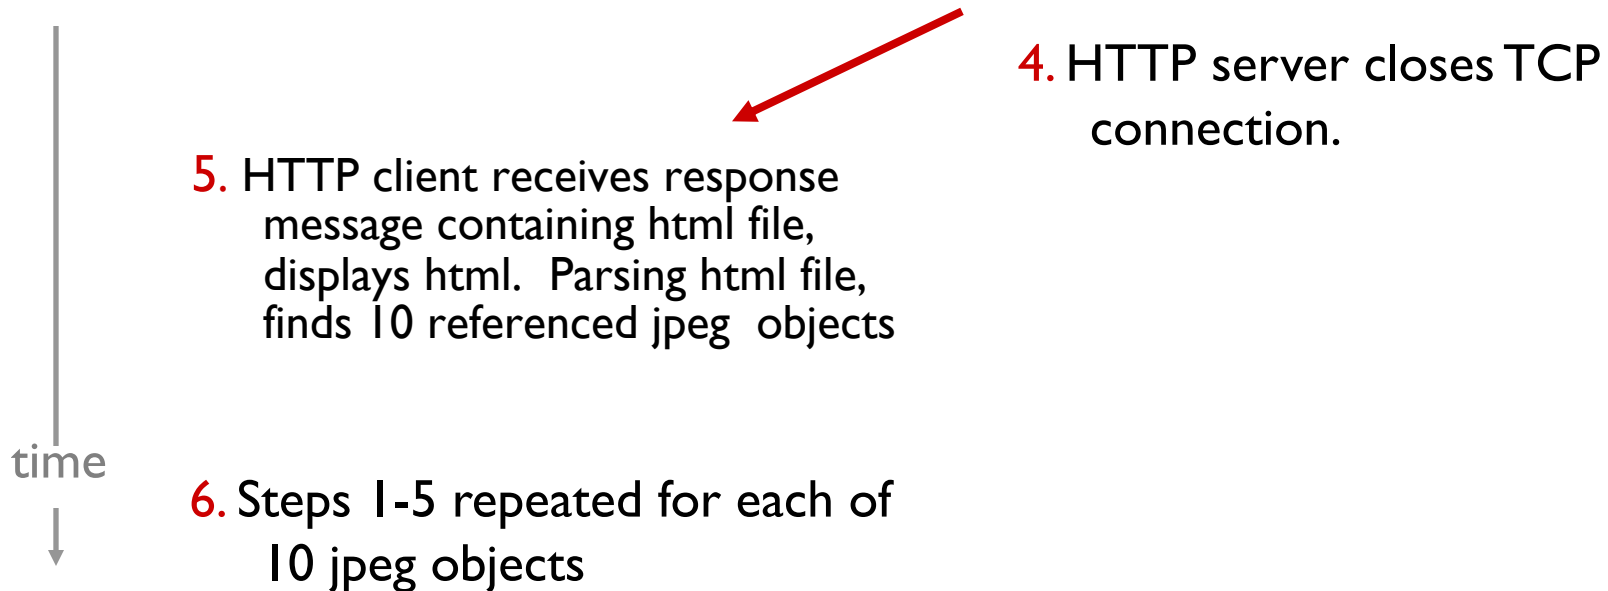 4. HTTP server closes TCP
connection.
5. HTTP client receives response
message containing html file,
displays html.  Parsing html file,
finds 10 referenced jpeg  objects
time
6. Steps 1-5 repeated for each of
10 jpeg objects